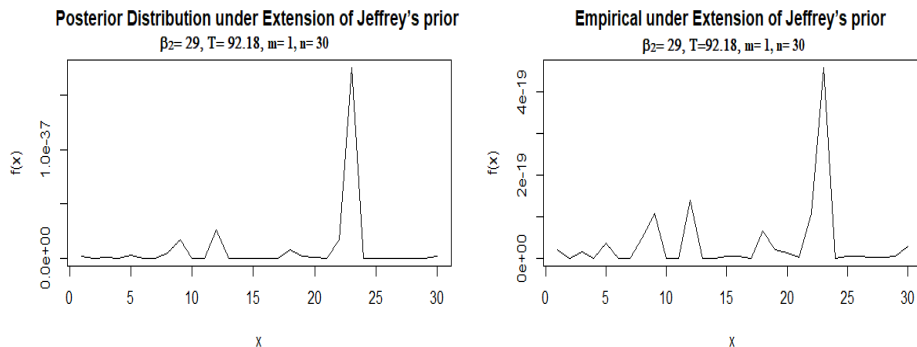 Posterior Distribution under Extension of Jeffrey's prior
β2= 29, T= 92.18, m= 1, n= 30
f(x)
1.0e-37
0.0e+00
0 5 10 15 20 25 30
x
Empirical under Extension of Jeffrey's prior
β2= 29, T=92.18, m= 1, n= 30
f(x)
4e-19
2e-19
0e+00
0 5 10 15 20 25 30
x